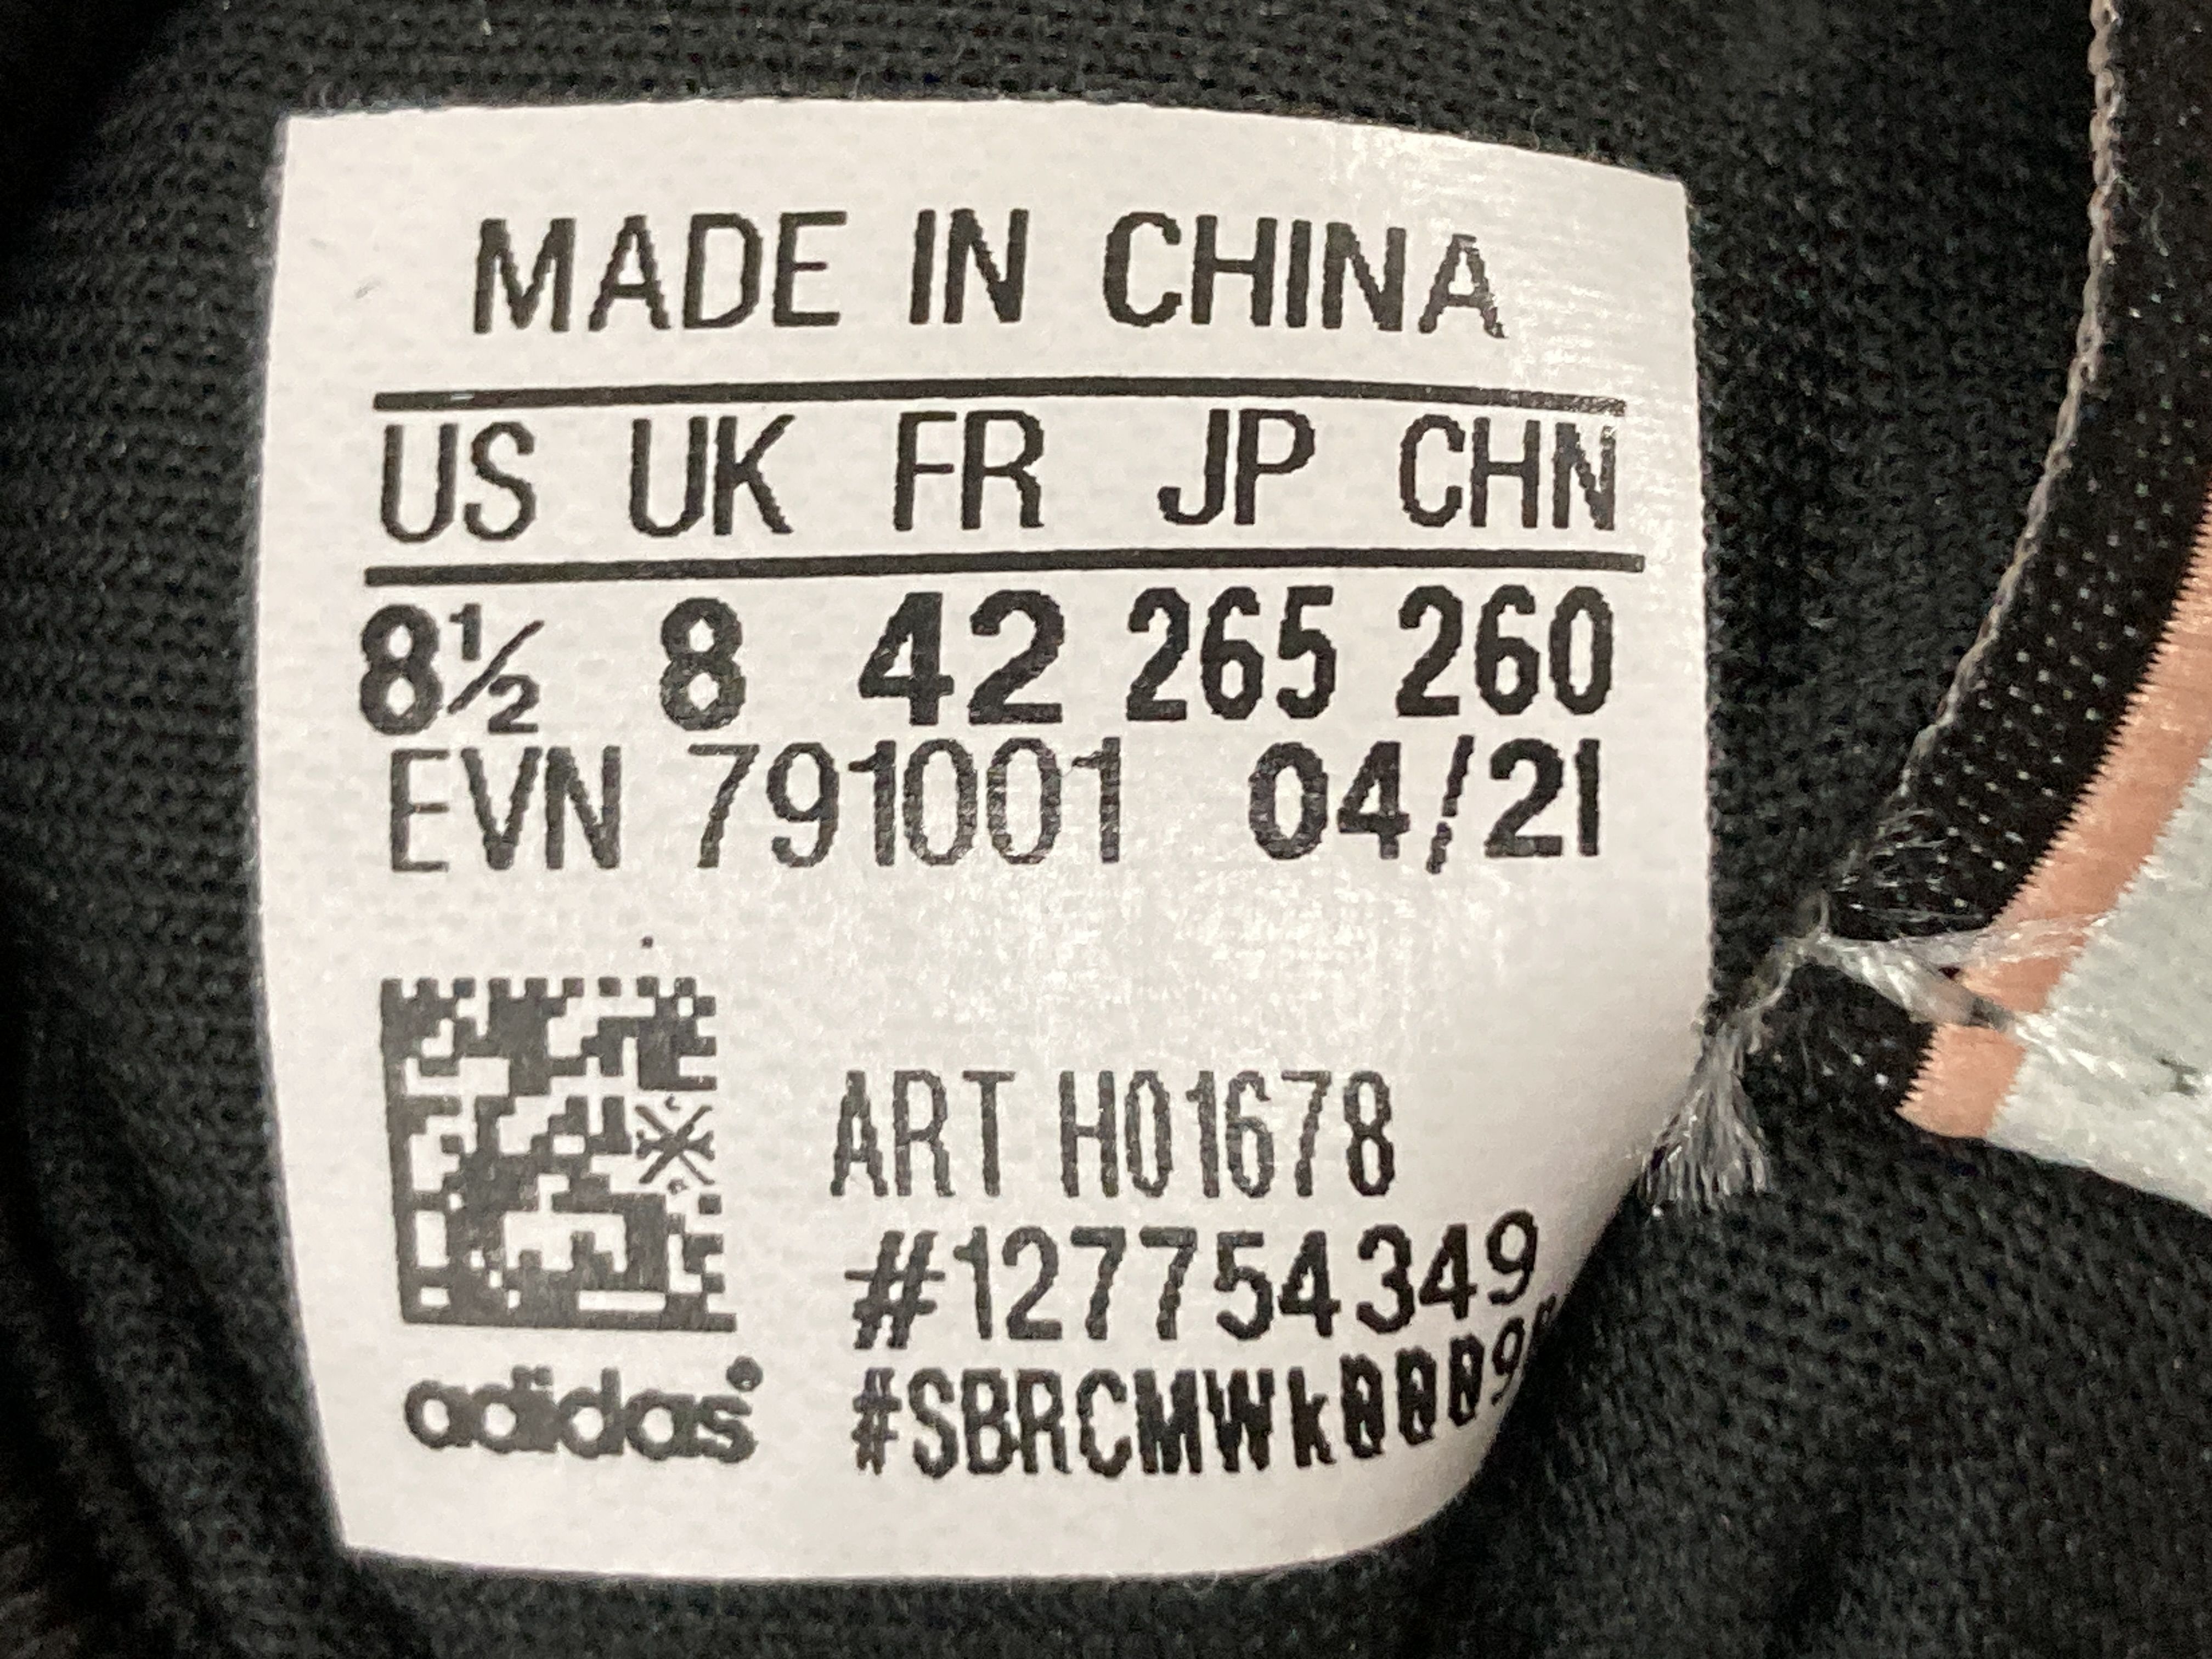 MADE IN CHINA
US UK FR JP CHN
8½ 8 42 265 260
EVN 791001 04/21
ART H01678
#127754349
adidas®